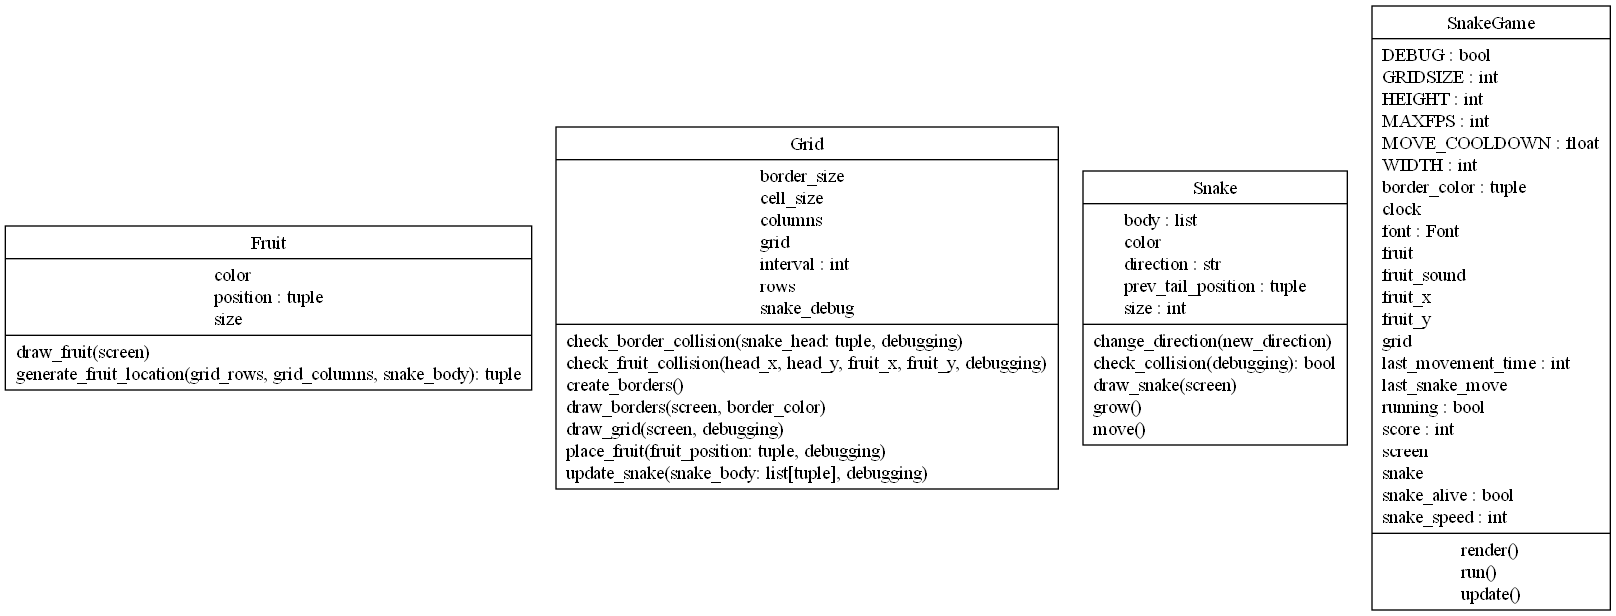 Fruit
color
position : tuple
size
draw_fruit(screen)
generate_fruit_location(grid_rows, grid_columns, snake_body): tuple
Grid
border_size
cell_size
columns
grid
interval : int
rows
snake_debug
check_border_collision(snake_head: tuple, debugging)
check_fruit_collision(head_x, head_y, fruit_x, fruit_y, debugging)
create_borders()
draw_borders(screen, border_color)
draw_grid(screen, debugging)
place_fruit(fruit_position: tuple, debugging)
update_snake(snake_body: list[tuple], debugging)
Snake
body : list
color
direction : str
prev_tail_position : tuple
size : int
change_direction(new_direction)
check_collision(debugging): bool
draw_snake(screen)
grow()
move()
SnakeGame
DEBUG : bool
GRIDSIZE : int
HEIGHT : int
MAXFPS : int
MOVE_COOLDOWN : float
WIDTH : int
border_color : tuple
clock
font : Font
fruit
fruit_sound
fruit_x
fruit_y
grid
last_movement_time : int
last_snake_move
running : bool
score : int
screen
snake
snake_alive : bool
snake_speed : int
render()
run()
update()